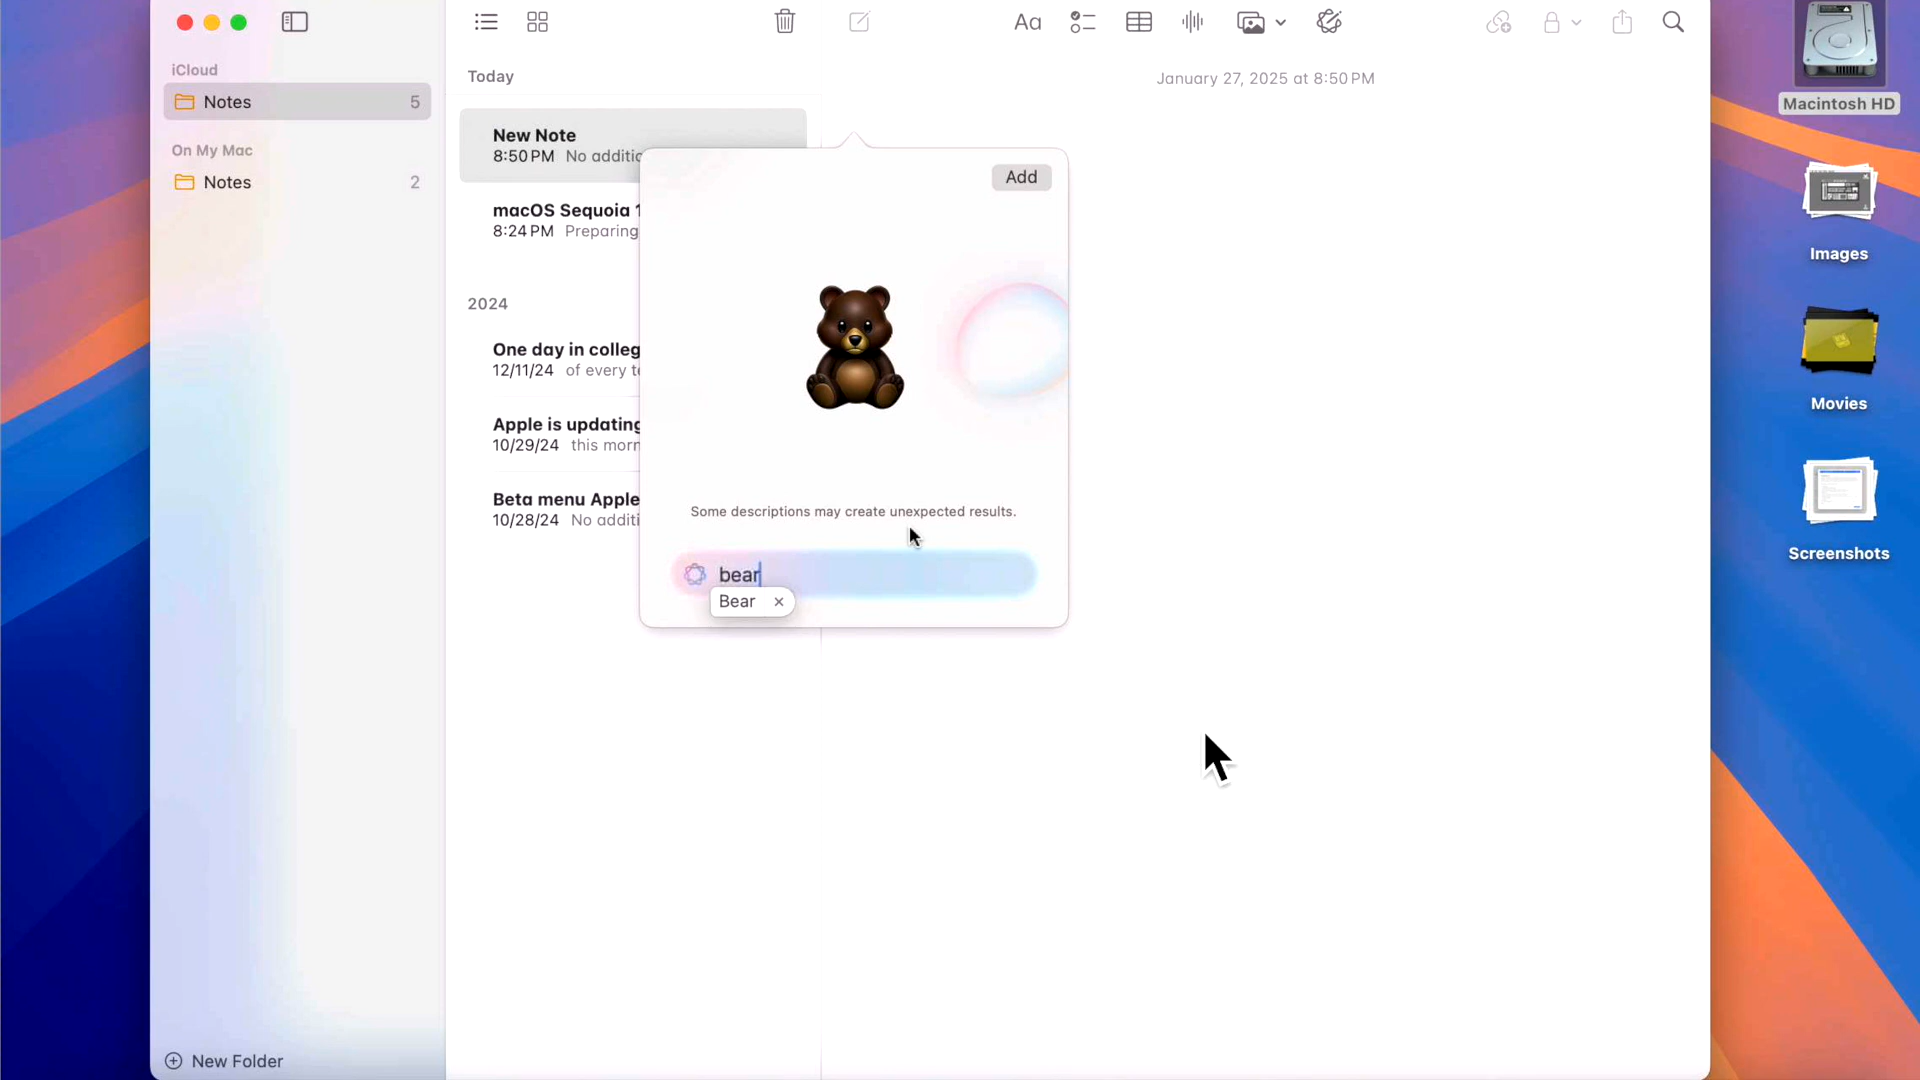 iCloud
Notes 5
On My Mac
Notes 2
New Folder
Today
New Note
8:50 PM No additic
macOS Sequoia 1
8:24 PM Preparing
2024
One day in colleg
12/11/24 of every te
Apple is updating
10/29/24 this morn
Beta menu Apple
10/28/24 No additi
Aa
January 27, 2025 at 8:50 PM
Add
Some descriptions may create unexpected results.
bear
Bear ×
Macintosh HD
Images
Movies
Screenshots